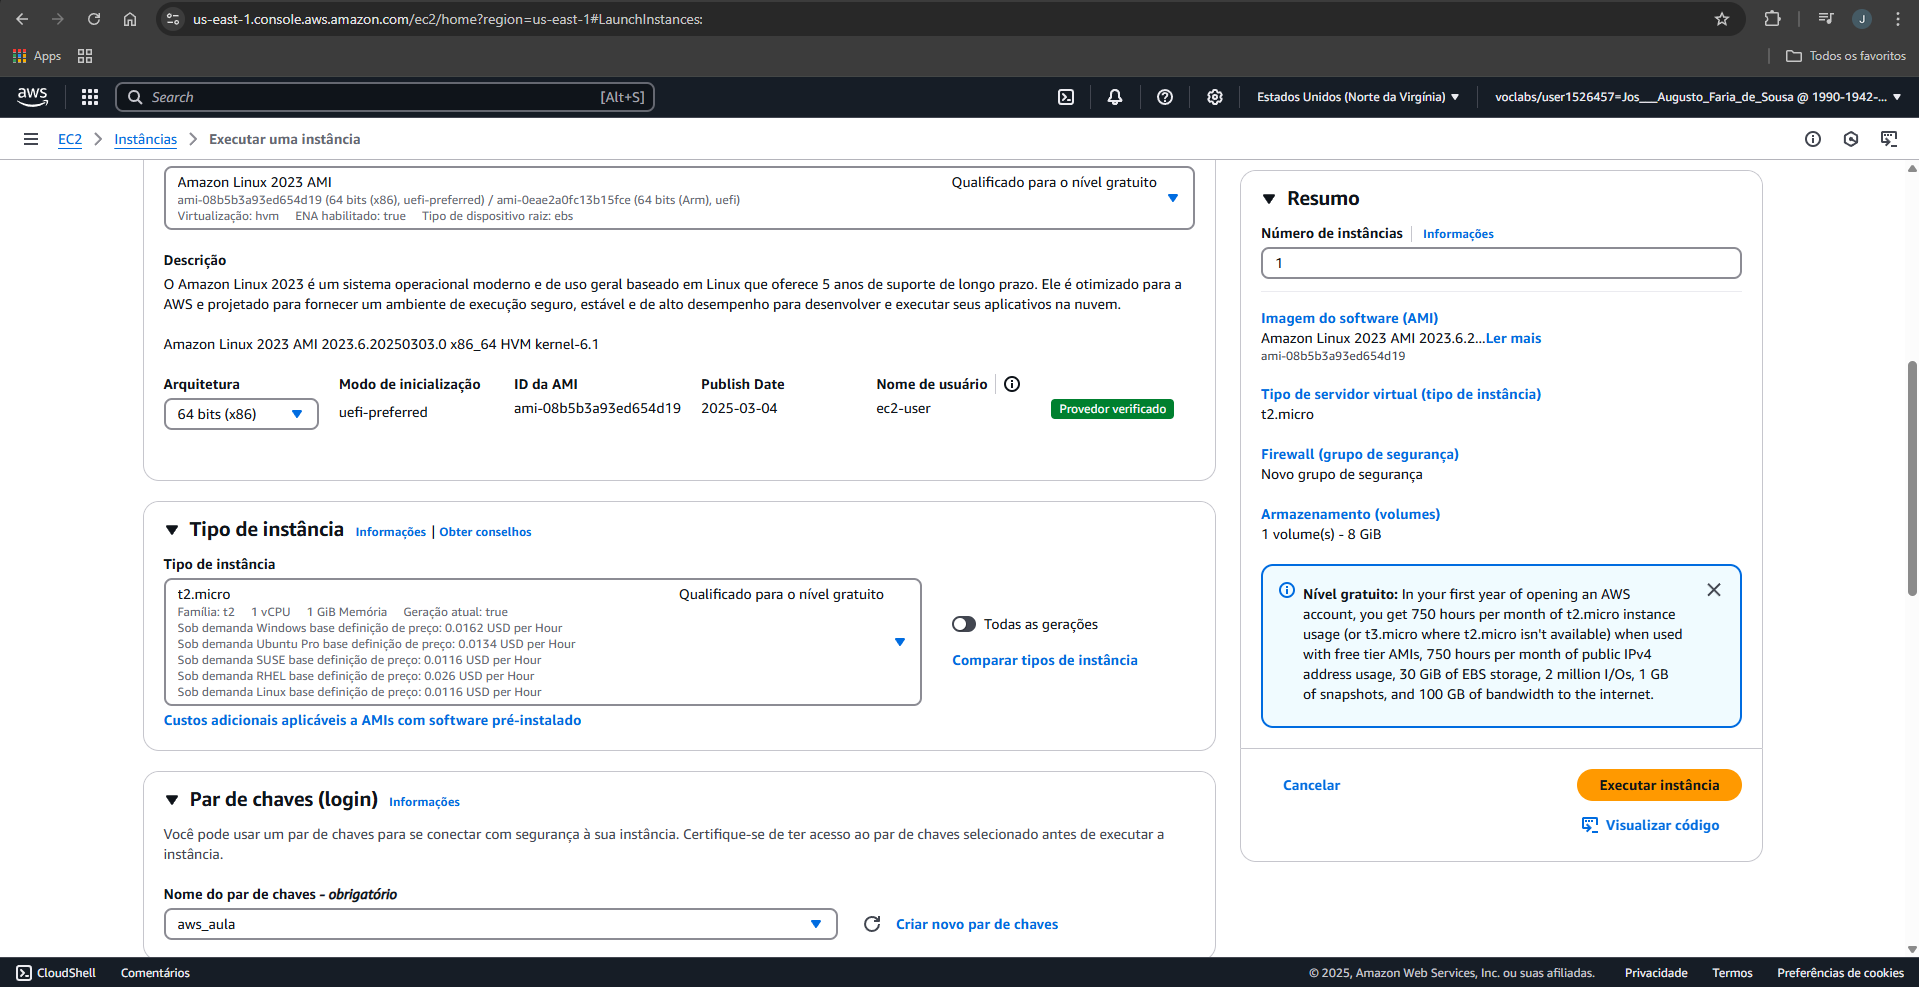 us-east-1.console.aws.amazon.com/ec2/home?region=us-east-1#LaunchInstances:
J
Apps
Todos os favoritos
aws
Search
[Alt+S]
Estados Unidos (Norte da Virgínia)
voclabs/user1526457=Jos___Augusto_Faria_de_Sousa @ 1990-1942-...
EC2
Instâncias
Executar uma instância
Amazon Linux 2023 AMI
Qualificado para o nível gratuito
ami-08b5b3a93ed654d19 (64 bits (x86), uefi-preferred) / ami-0eae2a0fc13b15fce (64 bits (Arm), uefi)
Virtualização: hvm ENA habilitado: true Tipo de dispositivo raiz: ebs
Descrição
O Amazon Linux 2023 é um sistema operacional moderno e de uso geral baseado em Linux que oferece 5 anos de suporte de longo prazo. Ele é otimizado para a
AWS e projetado para fornecer um ambiente de execução seguro, estável e de alto desempenho para desenvolver e executar seus aplicativos na nuvem.
Amazon Linux 2023 AMI 2023.6.20250303.0 x86_64 HVM kernel-6.1
Arquitetura
64 bits (x86)
Modo de inicialização
uefi-preferred
ID da AMI
ami-08b5b3a93ed654d19
Publish Date
2025-03-04
Nome de usuário
ec2-user
Provedor verificado
Tipo de instância
Informações | Obter conselhos
Tipo de instância
t2.micro
Qualificado para o nível gratuito
Família: t2 1 vCPU 1 GiB Memória Geração atual: true
Sob demanda Windows base definição de preço: 0.0162 USD per Hour
Sob demanda Ubuntu Pro base definição de preço: 0.0134 USD per Hour
Sob demanda SUSE base definição de preço: 0.0116 USD per Hour
Sob demanda RHEL base definição de preço: 0.026 USD per Hour
Sob demanda Linux base definição de preço: 0.0116 USD per Hour
Todas as gerações
Comparar tipos de instância
Custos adicionais aplicáveis a AMIs com software pré-instalado
Par de chaves (login)
Informações
Você pode usar um par de chaves para se conectar com segurança à sua instância. Certifique-se de ter acesso ao par de chaves selecionado antes de executar a
instância.
Nome do par de chaves - obrigatório
aws_aula
Criar novo par de chaves
Resumo
Número de instâncias
Informações
1
Imagem do software (AMI)
Amazon Linux 2023 AMI 2023.6.2...Ler mais
ami-08b5b3a93ed654d19
Tipo de servidor virtual (tipo de instância)
t2.micro
Firewall (grupo de segurança)
Novo grupo de segurança
Armazenamento (volumes)
1 volume(s) - 8 GiB
Nível gratuito: In your first year of opening an AWS
account, you get 750 hours per month of t2.micro instance
usage (or t3.micro where t2.micro isn't available) when used
with free tier AMIs, 750 hours per month of public IPv4
address usage, 30 GiB of EBS storage, 2 million I/Os, 1 GB
of snapshots, and 100 GB of bandwidth to the internet.
Cancelar
Executar instância
Visualizar código
CloudShell
Comentários
© 2025, Amazon Web Services, Inc. ou suas afiliadas.
Privacidade
Termos
Preferências de cookies